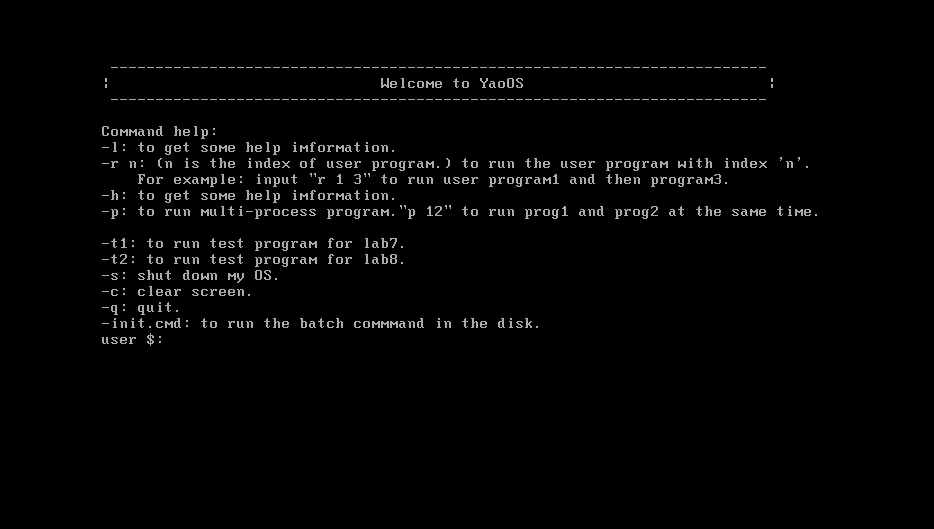 -------------------------------------------------------------------------
¦ Welcome to YaoOS ¦
-------------------------------------------------------------------------
Command help:
-l: to get some help imformation.
-r n: (n is the index of user program.) to run the user program with index 'n'.
For example: input "r 1 3" to run user program1 and then program3.
-h: to get some help imformation.
-p: to run multi-process program."p 12" to run prog1 and prog2 at the same time.
-t1: to run test program for lab7.
-t2: to run test program for lab8.
-s: shut down my OS.
-c: clear screen.
-q: quit.
-init.cmd: to run the batch commmand in the disk.
user $: